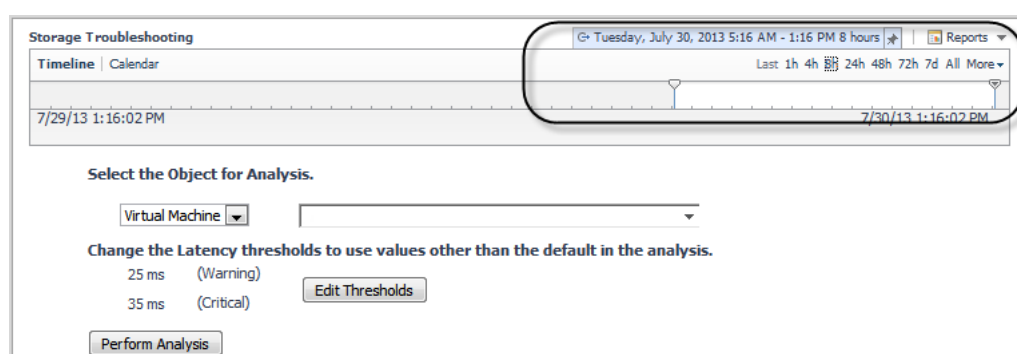 Storage Troubleshooting
Tuesday, July 30, 2013 5:16 AM - 1:16 PM 8 hours | Reports
Timeline | Calendar
Last 1h 4h 8h 24h 48h 72h 7d All More
7/29/13 1:16:02 PM
7/30/13 1:16:02 PM
Select the Object for Analysis.
Virtual Machine
Change the Latency thresholds to use values other than the default in the analysis.
25 ms (Warning)
Edit Thresholds
35 ms (Critical)
Perform Analysis